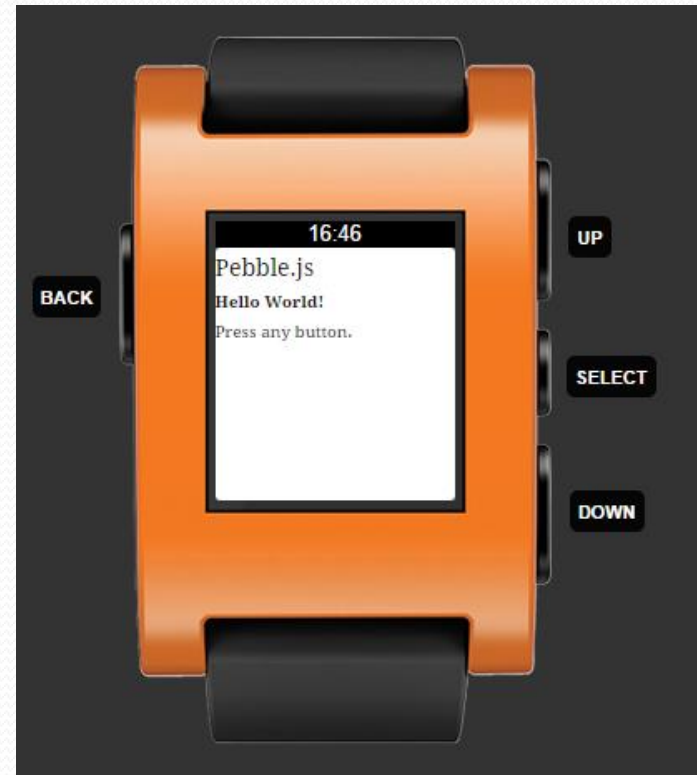 16:46
UP
Pebble.js
BACK
Hello World!
Press any button.
SELECT
DOWN